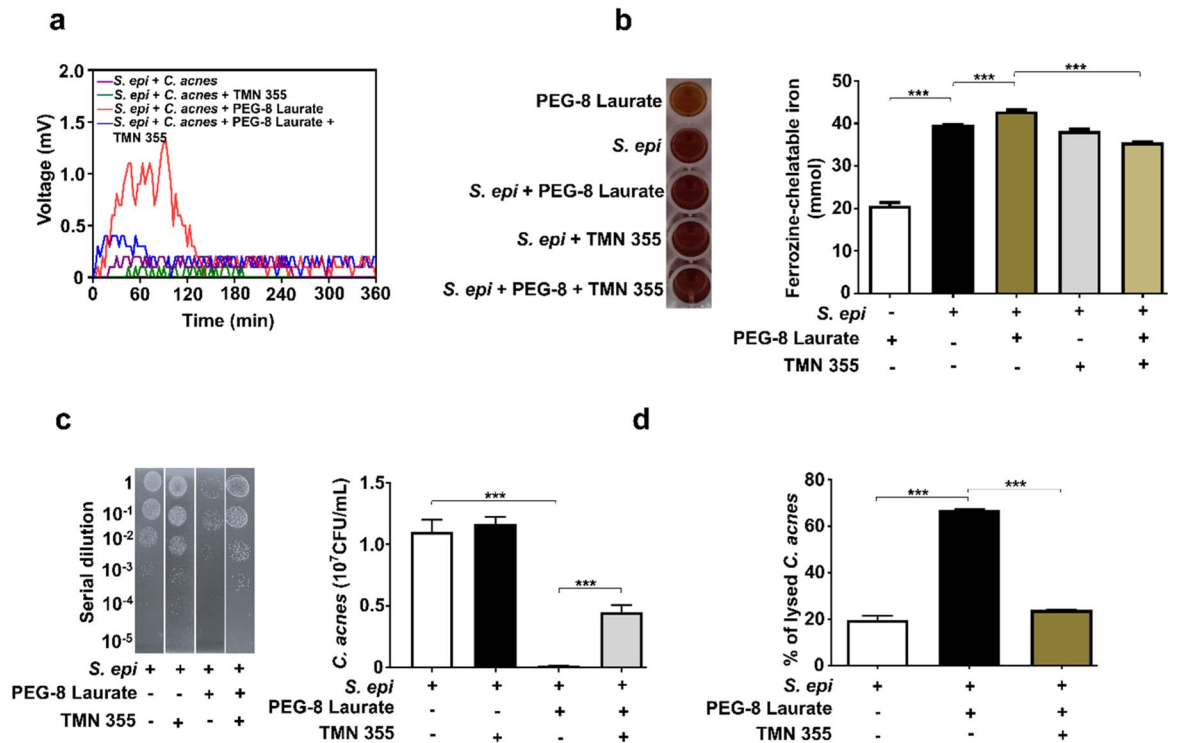 a
2.0
1.5
1.0
0.5
0
Voltage (mV)
S. epi + C. acnes
S. epi + C. acnes + TMN 355
S. epi + C. acnes + PEG-8 Laurate
S. epi + C. acnes + PEG-8 Laurate +
TMN 355
0 60 120 180 240 300 360
Time (min)
b
PEG-8 Laurate
S. epi
S. epi + PEG-8 Laurate
S. epi + TMN 355
S. epi + PEG-8 + TMN 355
Ferrozine-chelatable iron
(mmol)
50
40
30
20
10
0
*** *** ***
S. epi - + + + +
PEG-8 Laurate + - + - +
TMN 355 - - - + +
c
Serial dilution
1
10-1
10-2
10-3
10-4
10-5
S. epi + + + +
PEG-8 Laurate - - + +
TMN 355 - + - +
C. acnes (107CFU/mL)
1.5
1.0
0.5
0
***
***
S. epi + + + +
PEG-8 Laurate - - + +
TMN 355 - + - +
d
% of lysed C. acnes
80
60
40
20
0
*** ***
S. epi + + +
PEG-8 Laurate - + +
TMN 355 - - +